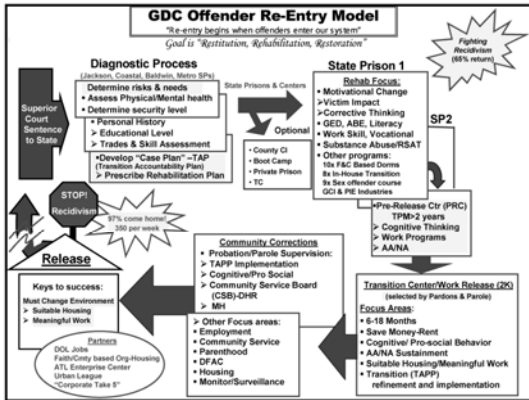 GDC Offender Re-Entry Model
"Re-entry begins when offenders enter our system"
Goal is "Restitution, Rehabilitation, Restoration"
Fighting
Recidivism
(65% return)
Superior
Court
Sentence
to State
Diagnostic Process
(Jackson, Coastal, Baldwin, Metro SPs)
Determine risks & needs
Assess Physical/Mental health
Determine security level
Personal History
Educational Level
Trades & Skill Assessment
Develop "Case Plan" –TAP
(Transition Accountability Plan)
Prescribe Rehabilitation Plan
State Prisons & Centers
Optional
County CI
Boot Camp
Private Prison
TC
State Prison 1
Rehab Focus:
Motivational Change
Victim Impact
Corrective Thinking
GED, ABE, Literacy
Work Skill, Vocational
Substance Abuse/RSAT
Other programs:
10x F&C Based Dorms
8x In-House Transition
9x Sex offender course
GCI & PIE Industries
SP2
Pre-Release Ctr (PRC)
TPM>2 years
Cognitive Thinking
Work Programs
AA/NA
Transition Center/Work Release (2K)
(selected by Pardons & Parole)
Focus Areas:
6-18 Months
Save Money-Rent
Cognitive/ Pro-social Behavior
AA/NA Sustainment
Suitable Housing/Meaningful Work
Transition (TAPP)
refinement and implementation
Community Corrections
Probation/Parole Supervision:
TAPP Implementation
Cognitive/Pro Social
Community Service Board
(CSB)-DHR
MH
Other Focus areas:
Employment
Community Service
Parenthood
DFAC
Housing
Monitor/Surveillance
97% come home!
350 per week
STOP!
Recidivism
Release
Keys to success:
Must Change Environment
Suitable Housing
Meaningful Work
Partners
DOL Jobs
Faith/Cnty based Org-Housing
ATL Enterprise Center
Urban League
"Corporate Take 5"